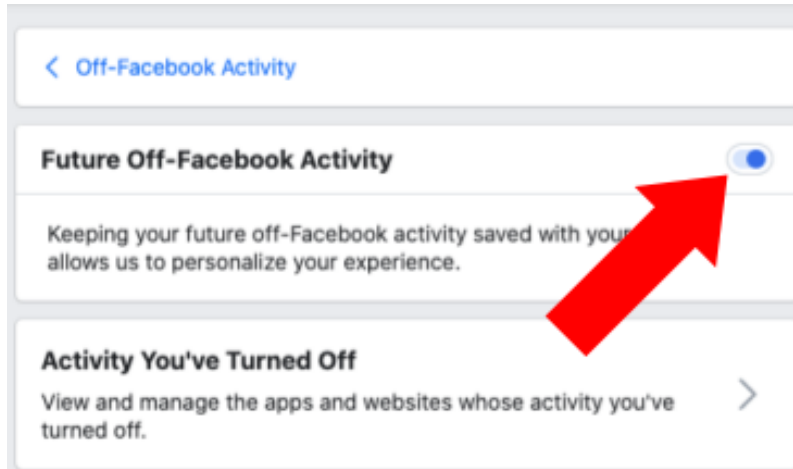 Off-Facebook Activity
Future Off-Facebook Activity
Keeping your future off-Facebook activity saved with your
allows us to personalize your experience.
Activity You've Turned Off
View and manage the apps and websites whose activity you've
turned off.